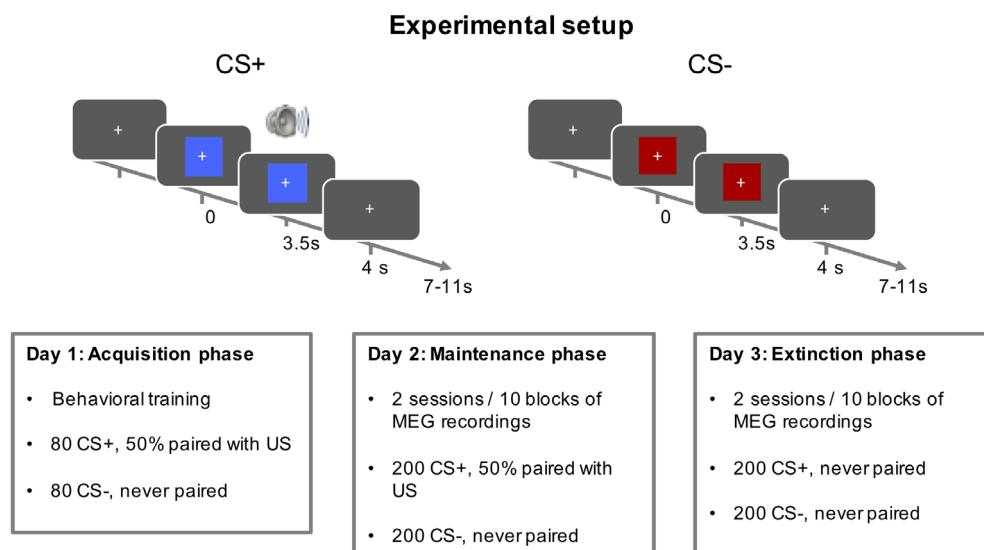 Experimental setup
CS+
0
3.5s
4 s
7-11s
CS-
0
3.5s
4 s
7-11s
Day 1: Acquisition phase
• Behavioral training
• 80 CS+, 50% paired with US
• 80 CS-, never paired
Day 2: Maintenance phase
• 2 sessions / 10 blocks of
MEG recordings
• 200 CS+, 50% paired with
US
• 200 CS-, never paired
Day 3: Extinction phase
• 2 sessions / 10 blocks of
MEG recordings
• 200 CS+, never paired
• 200 CS-, never paired